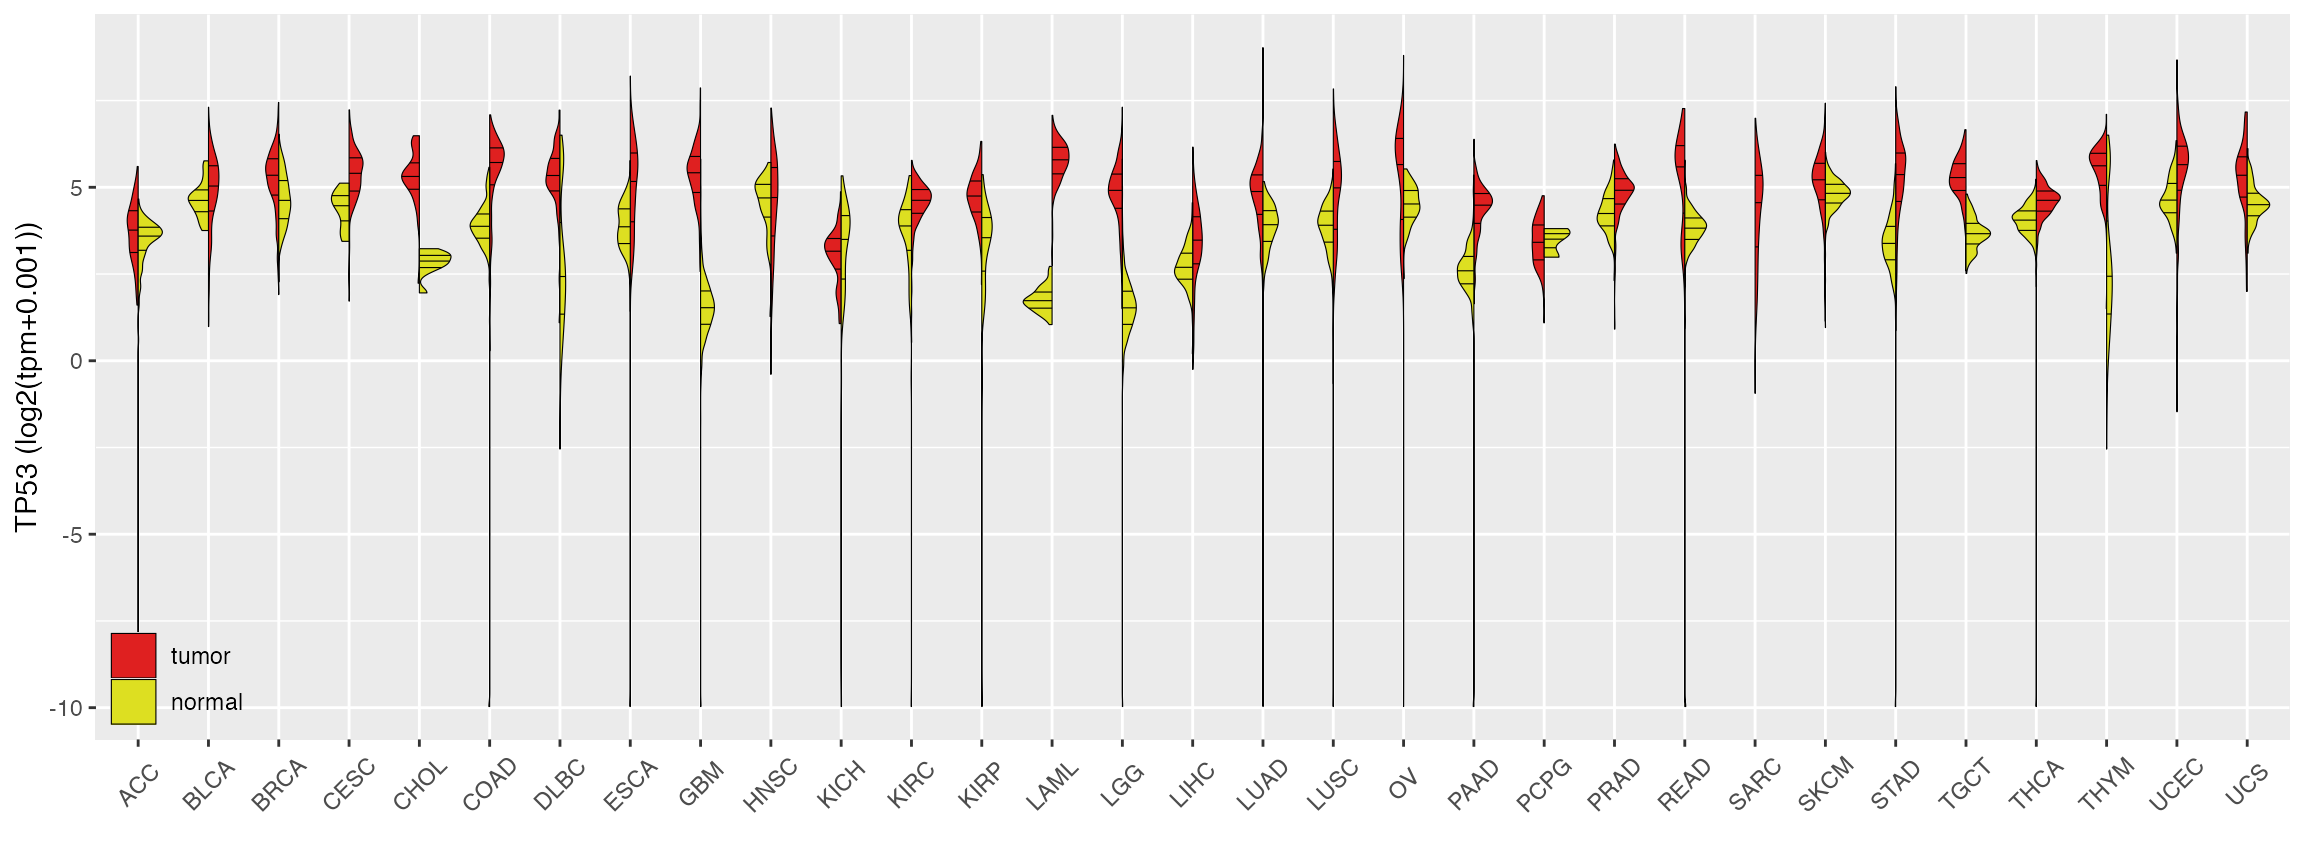 TP53 (log2(tpm+0.001))
5
0
-5
-10
tumor
normal
ACC BLCA BRCA CESC CHOL COAD DLBC ESCA GBM HNSC KICH KIRC KIRP LAML LGG LIHC LUAD LUSC OV PAAD PCPG PRAD READ SARC SKCM STAD TGCT THCA THYM UCEC UCS